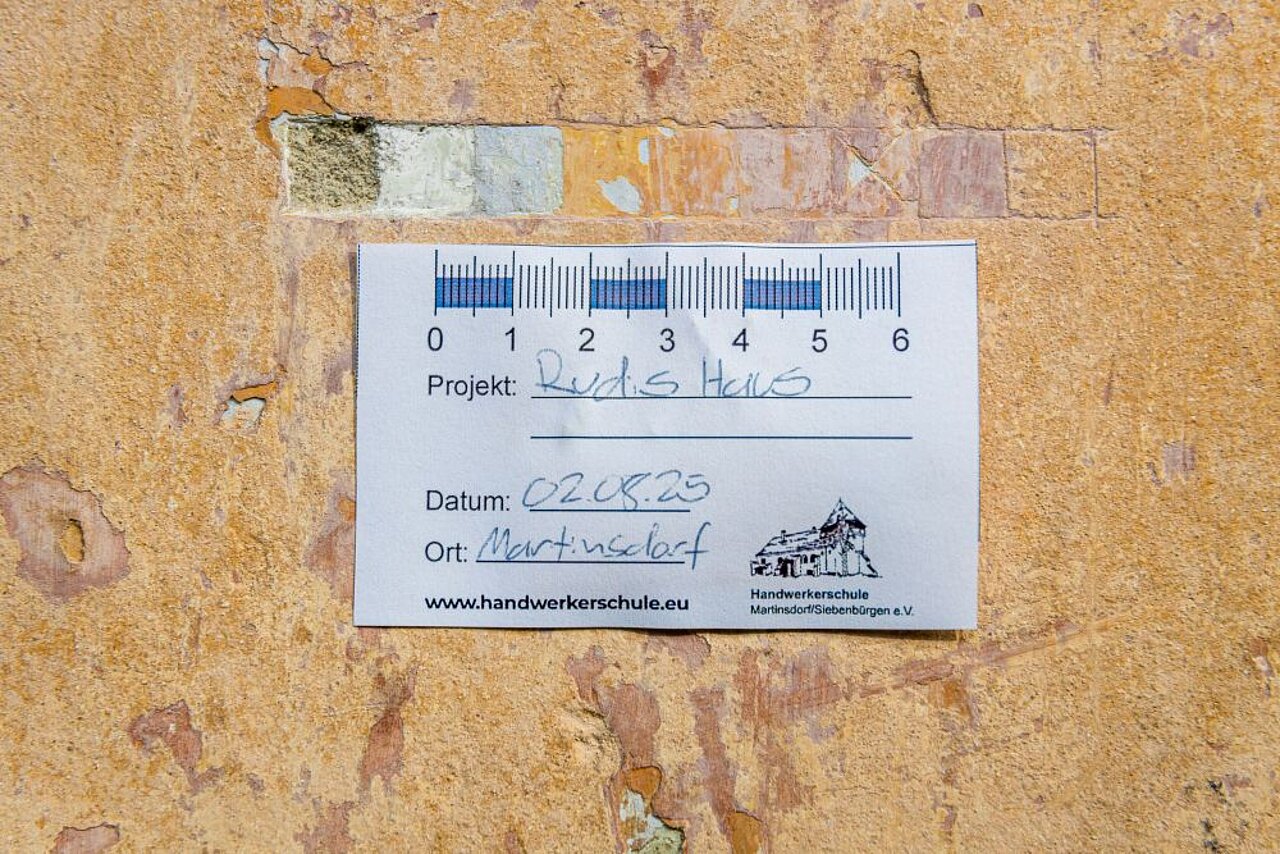 0 1 2 3 4 5 6
Projekt: Rudis Haus
Datum: 02.08.25
Ort: Martinsdorf
www.handwerkerschule.eu
Handwerkerschule
Martinsdorf/Siebenbürgen e.V.